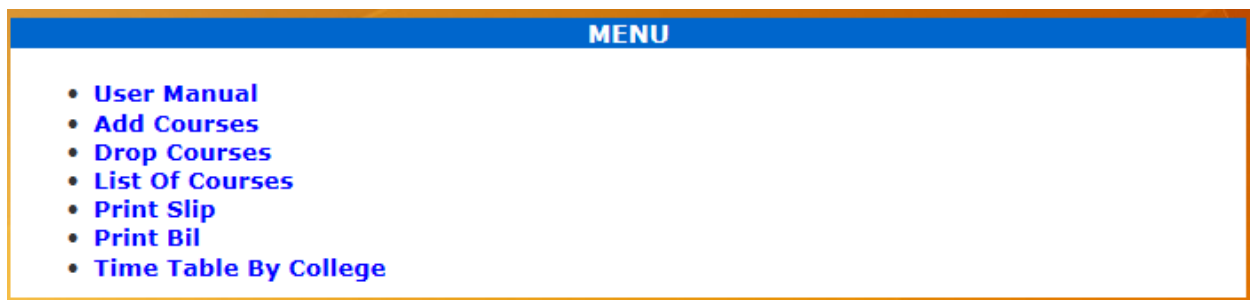 MENU
User Manual
Add Courses
Drop Courses
List Of Courses
Print Slip
Print Bil
Time Table By College